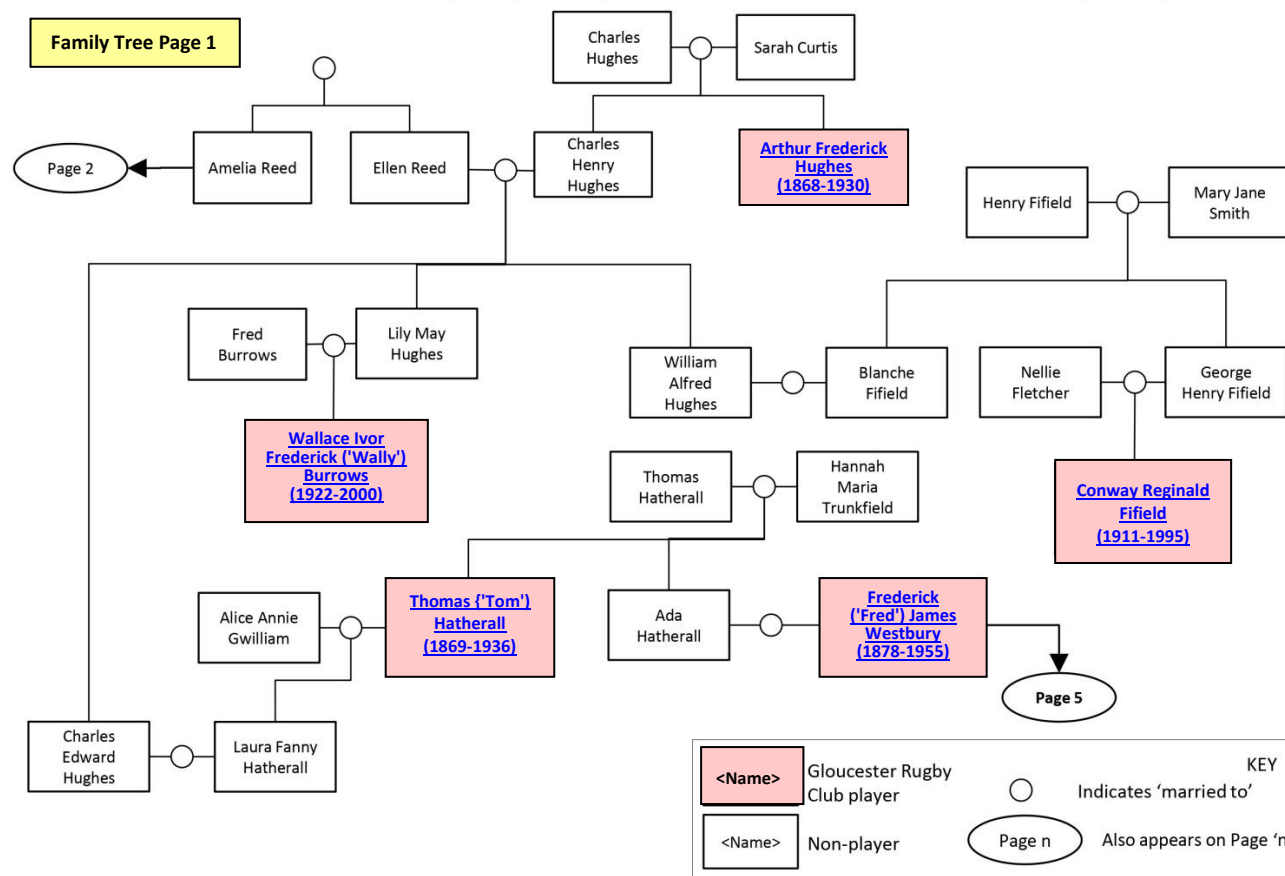 Family Tree Page 1
Charles
Hughes
Sarah Curtis
Page 2
Amelia Reed
Ellen Reed
Charles
Henry
Hughes
Arthur Frederick
Hughes
(1868-1930)
Henry Fifield
Mary Jane
Smith
Fred
Burrows
Lily May
Hughes
William
Alfred
Hughes
Blanche
Fifield
Nellie
Fletcher
George
Henry Fifield
Wallace Ivor
Frederick ('Wally')
Burrows
(1922-2000)
Thomas
Hatherall
Hannah
Maria
Trunkfield
Conway Reginald
Fifield
(1911-1995)
Alice Annie
Gwilliam
Thomas {'Tom')
Hatherall
(1869-1936)
Ada
Hatherall
Frederick
('Fred') James
Westbury
(1878-1955)
Page 5
Charles
Edward
Hughes
Laura Fanny
Hatherall
KEY
<Name>
Gloucester Rugby
Club player
Indicates ‘married to’
<Name>
Non-player
Page n
Also appears on Page ‘n